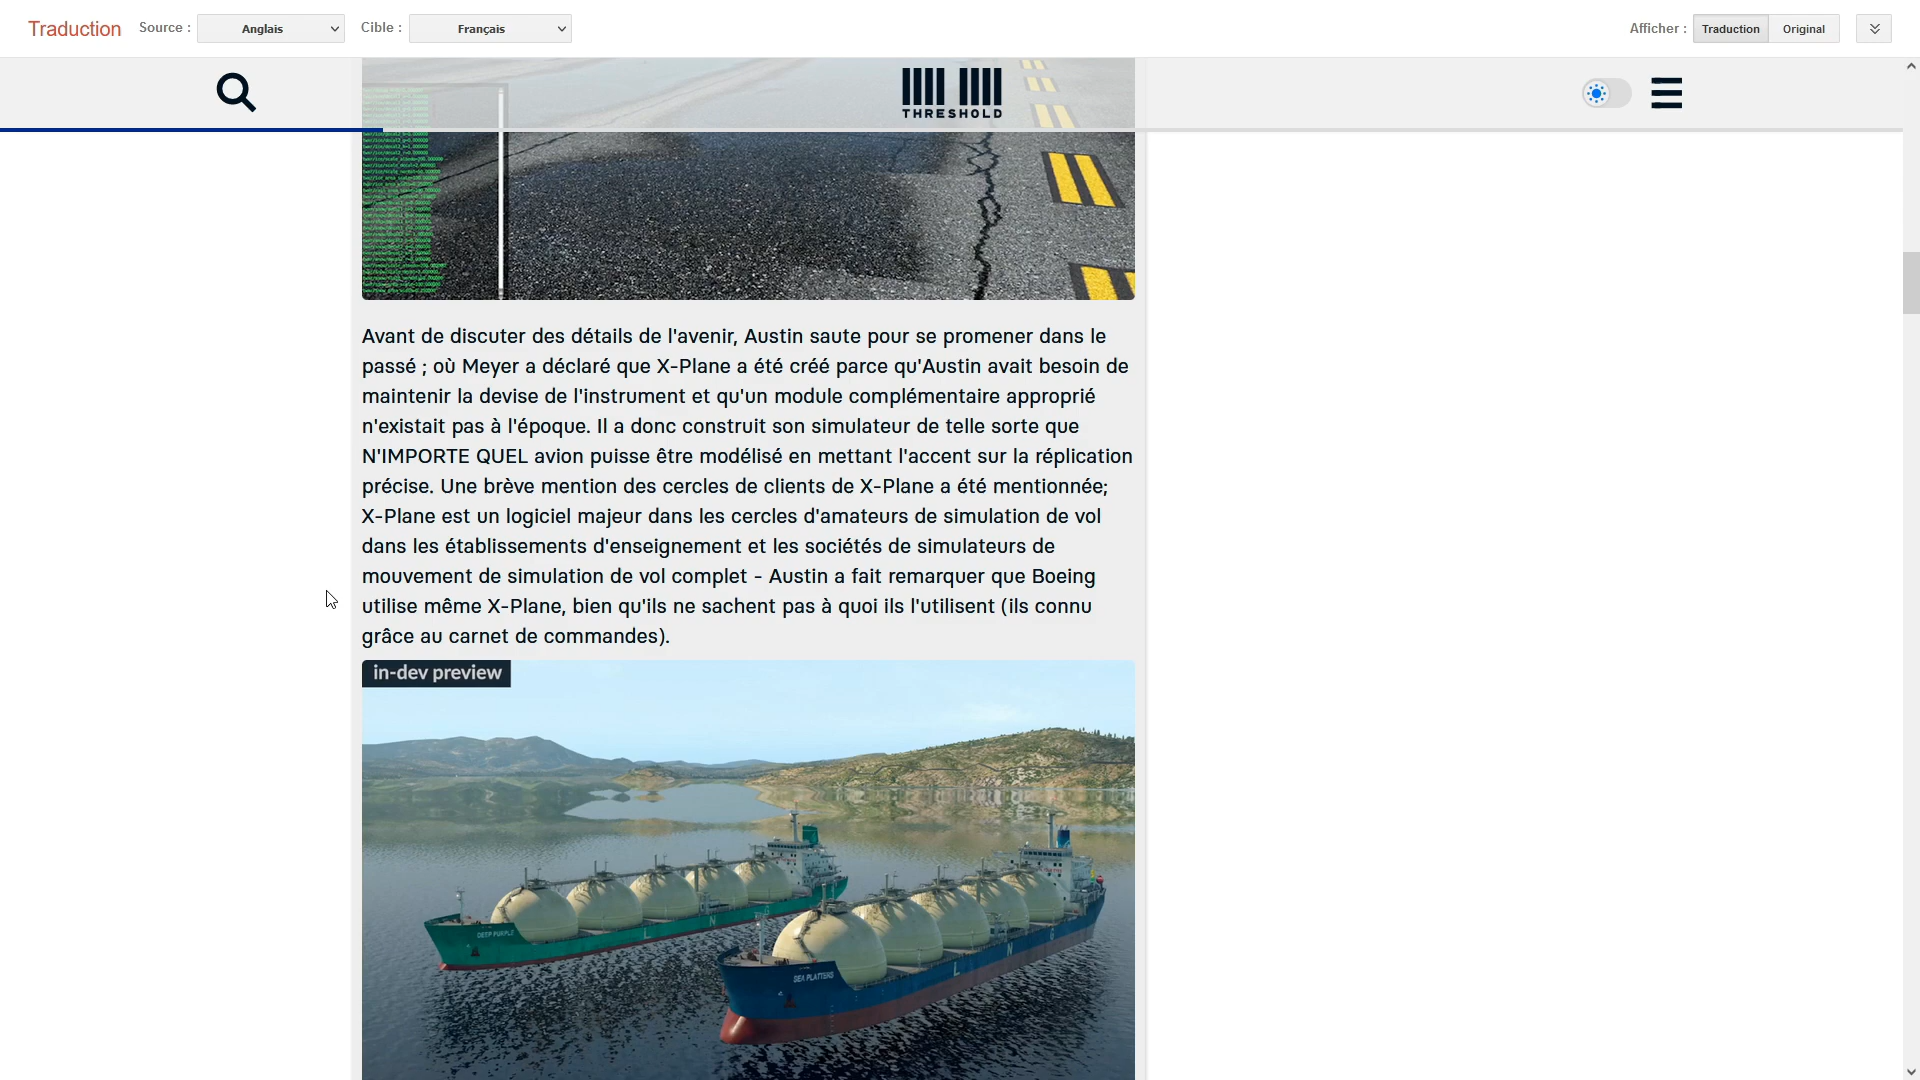 Traduction Source : Anglais Cible : Français Afficher : Traduction Original
THRESHOLD
Avant de discuter des détails de l'avenir, Austin saute pour se promener dans le
passé ; où Meyer a déclaré que X-Plane a été créé parce qu'Austin avait besoin de
maintenir la devise de l'instrument et qu'un module complémentaire approprié
n'existait pas à l'époque. Il a donc construit son simulateur de telle sorte que
N'IMPORTE QUEL avion puisse être modélisé en mettant l'accent sur la réplication
précise. Une brève mention des cercles de clients de X-Plane a été mentionnée;
X-Plane est un logiciel majeur dans les cercles d'amateurs de simulation de vol
dans les établissements d'enseignement et les sociétés de simulateurs de
mouvement de simulation de vol complet - Austin a fait remarquer que Boeing
utilise même X-Plane, bien qu'ils ne sachent pas à quoi ils l'utilisent (ils connu
grâce au carnet de commandes).
in-dev preview
DEEP PURPLE
L N G
SEA PLATTERS
L N G